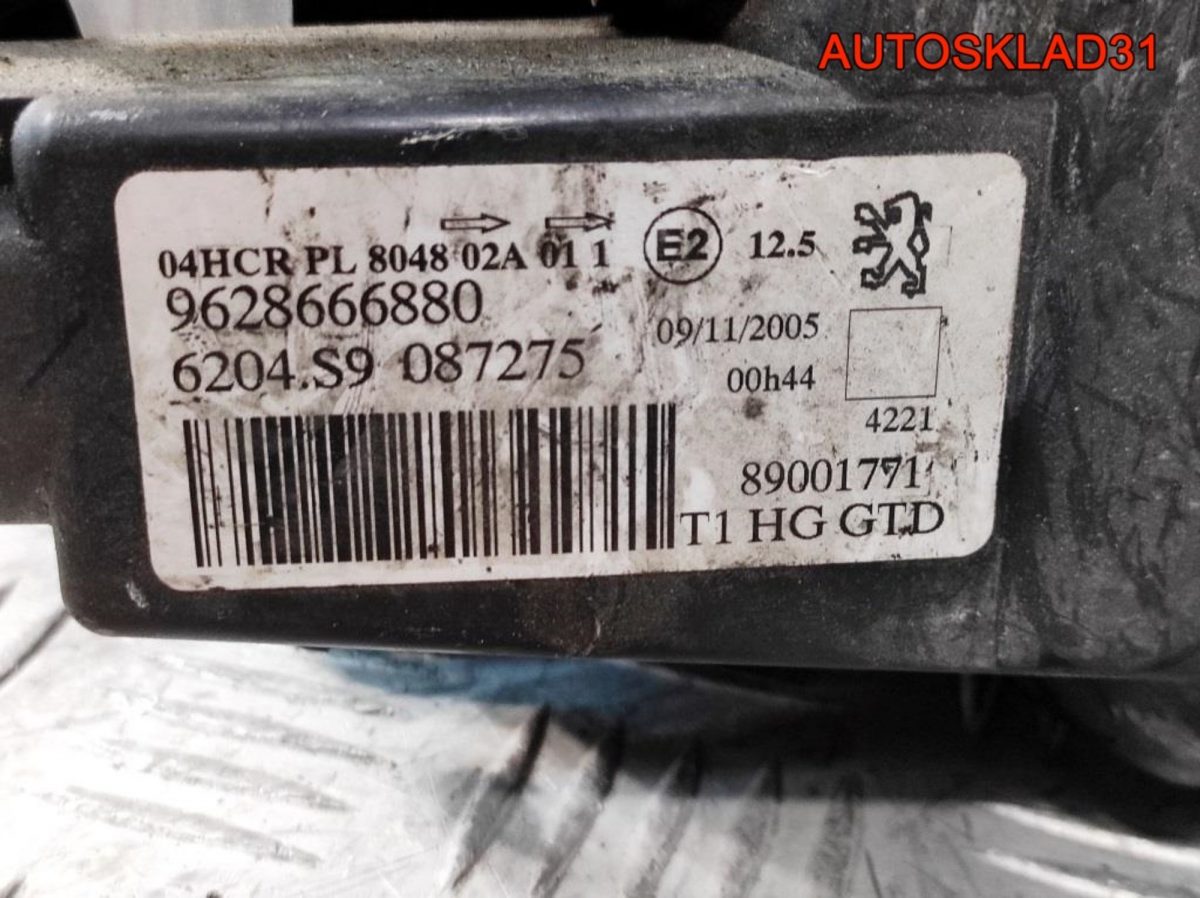 AUTOSKLAD31
04HCR PL 8048 02A 01 1 E2 12.5
9628666880
09/11/2005
6204.S9 087275
00h44
4221
89001771
T1 HG GTD